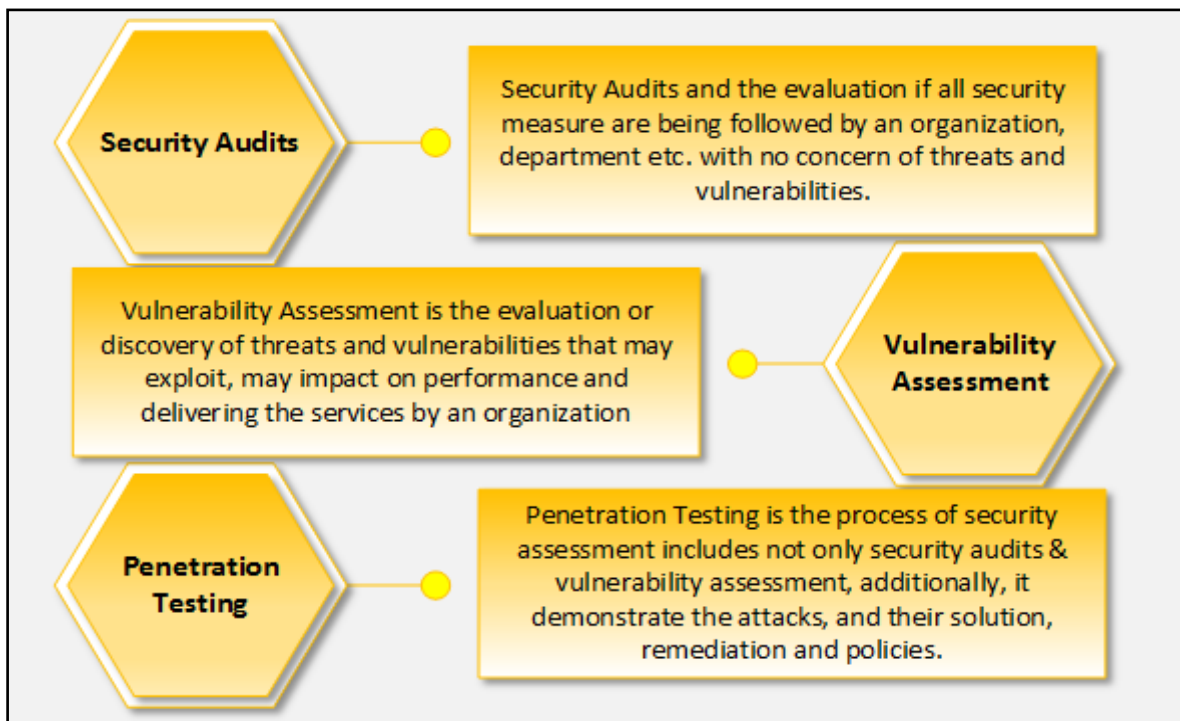 Security Audits
Security Audits and the evaluation if all security
measure are being followed by an organization,
department etc. with no concern of threats and
vulnerabilities.
Vulnerability Assessment is the evaluation or
discovery of threats and vulnerabilities that may
exploit, may impact on performance and
delivering the services by an organization
Vulnerability
Assessment
Penetration
Testing
Penetration Testing is the process of security
assessment includes not only security audits &
vulnerability assessment, additionally, it
demonstrate the attacks, and their solution,
remediation and policies.